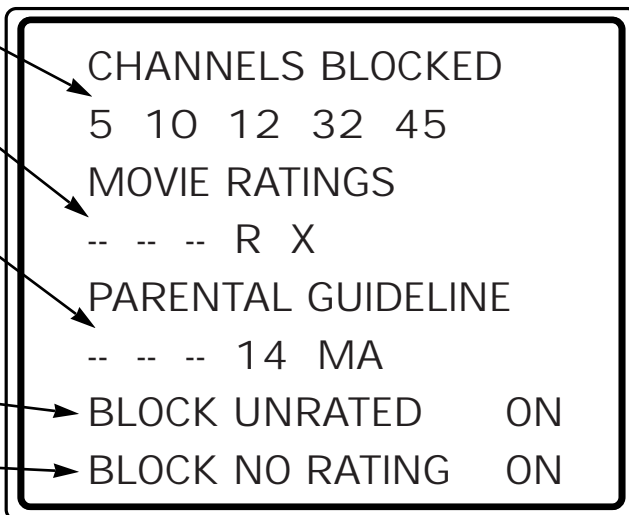 CHANNELS BLOCKED
5 10 12 32 45
MOVIE RATINGS
-- -- -- R X
PARENTAL GUIDELINE
-- -- -- 14 MA
BLOCK UNRATED ON
BLOCK NO RATING ON